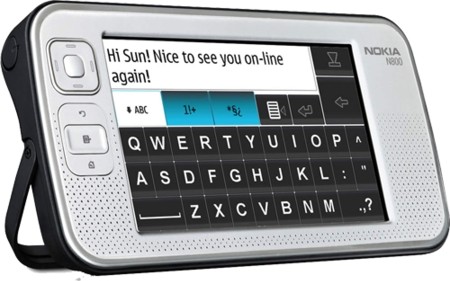 Hi Sun! Nice to see you on-line
again!
NOKIA
N800
ABC 1!+ *§¿
Q W E R T Y U I O P ^
A S D F G H J K L : "
Z X C V B N M .,?